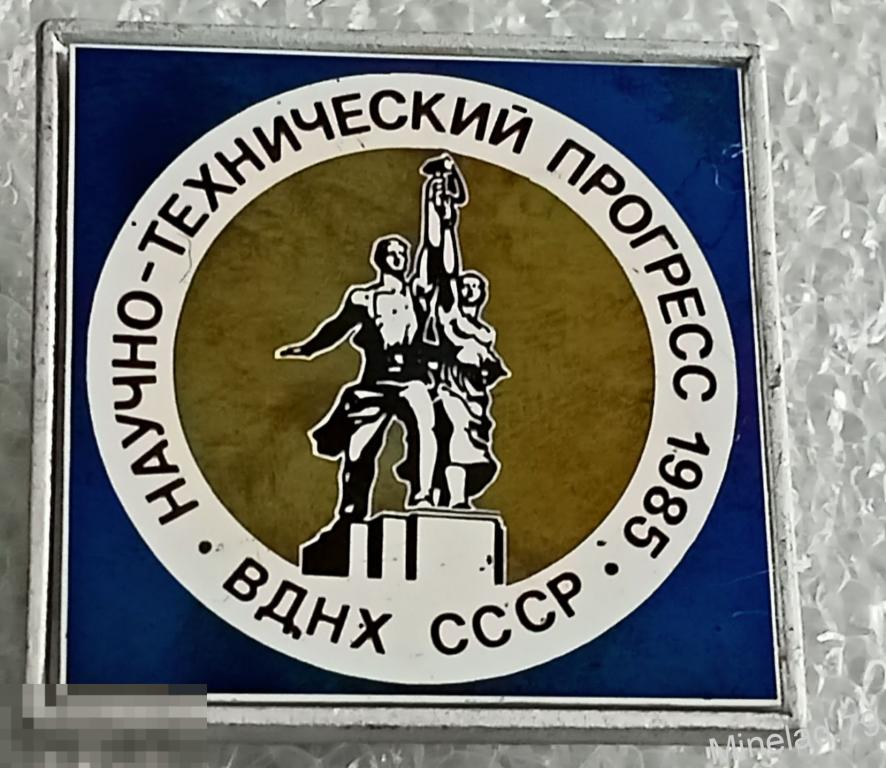 НАУЧНО-ТЕХНИЧЕСКИЙ ПРОГРЕСС 1985
• ВДНХ СССР •